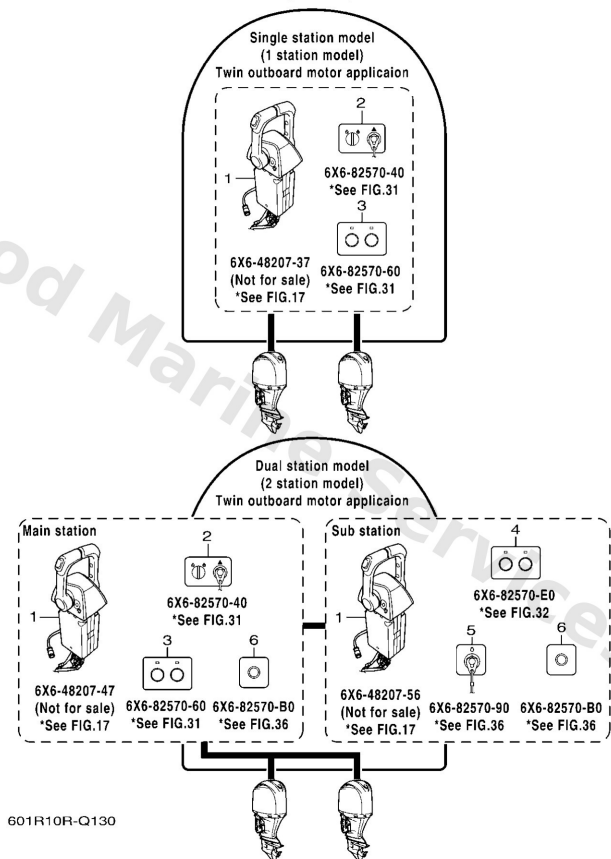 Single station model
(1 station model)
Twin outboard motor applicaion
2
1
6X6-82570-40
*See FIG.31
3
6X6-48207-37
(Not for sale)
*See FIG.17
6X6-82570-60
*See FIG.31
Dual station model
(2 station model)
Twin outboard motor applicaion
Main station
2
1
6X6-82570-40
*See FIG.31
3
6
6X6-48207-47
(Not for sale)
*See FIG.17
6X6-82570-60
*See FIG.31
6X6-82570-B0
*See FIG.36
Sub station
4
1
6X6-82570-E0
*See FIG.32
5
6
6X6-48207-56
(Not for sale)
*See FIG.17
6X6-82570-90
*See FIG.36
6X6-82570-B0
*See FIG.36
601R10R-Q130
od Marine Services